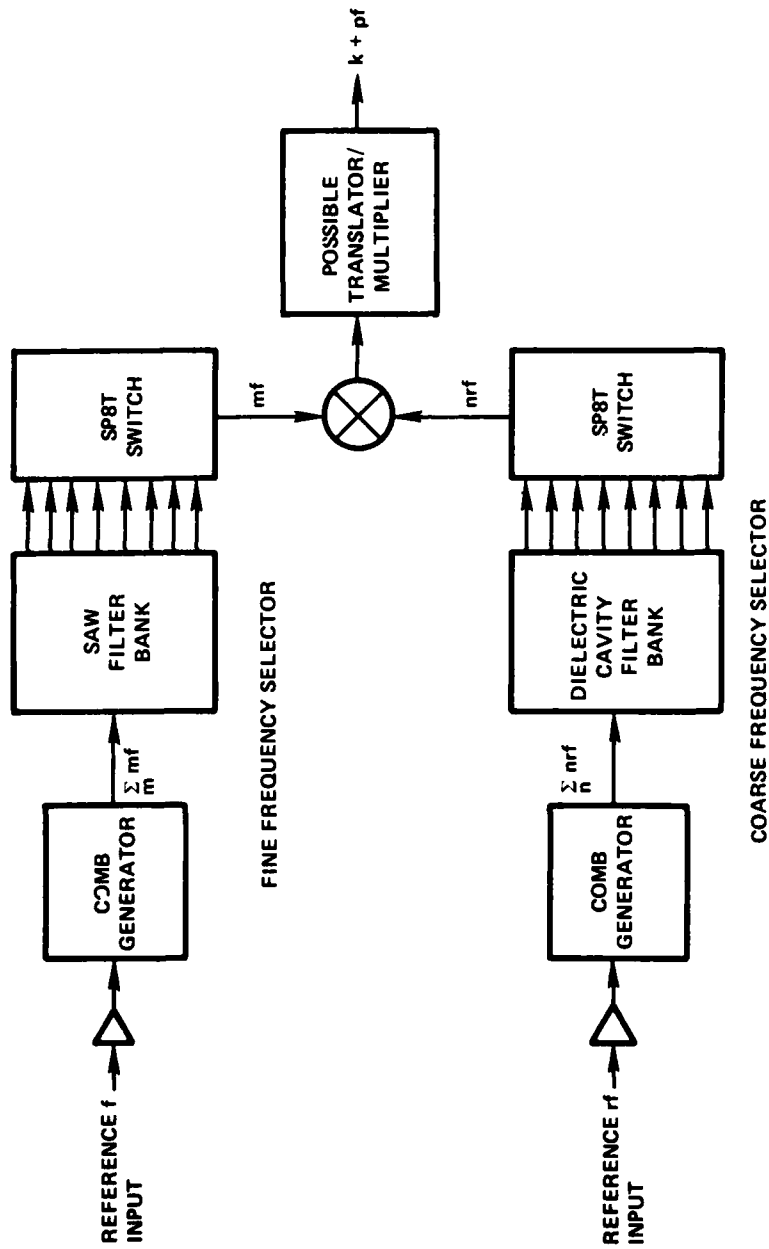 REFERENCE f
INPUT
COMB
GENERATOR
Σ mf
m
SAW
FILTER
BANK
SP8T
SWITCH
mf
FINE FREQUENCY SELECTOR
POSSIBLE
TRANSLATOR/
MULTIPLIER
k + pf
REFERENCE rf
INPUT
COMB
GENERATOR
Σ nrf
n
DIELECTRIC
CAVITY
FILTER
BANK
SP8T
SWITCH
nrf
COARSE FREQUENCY SELECTOR